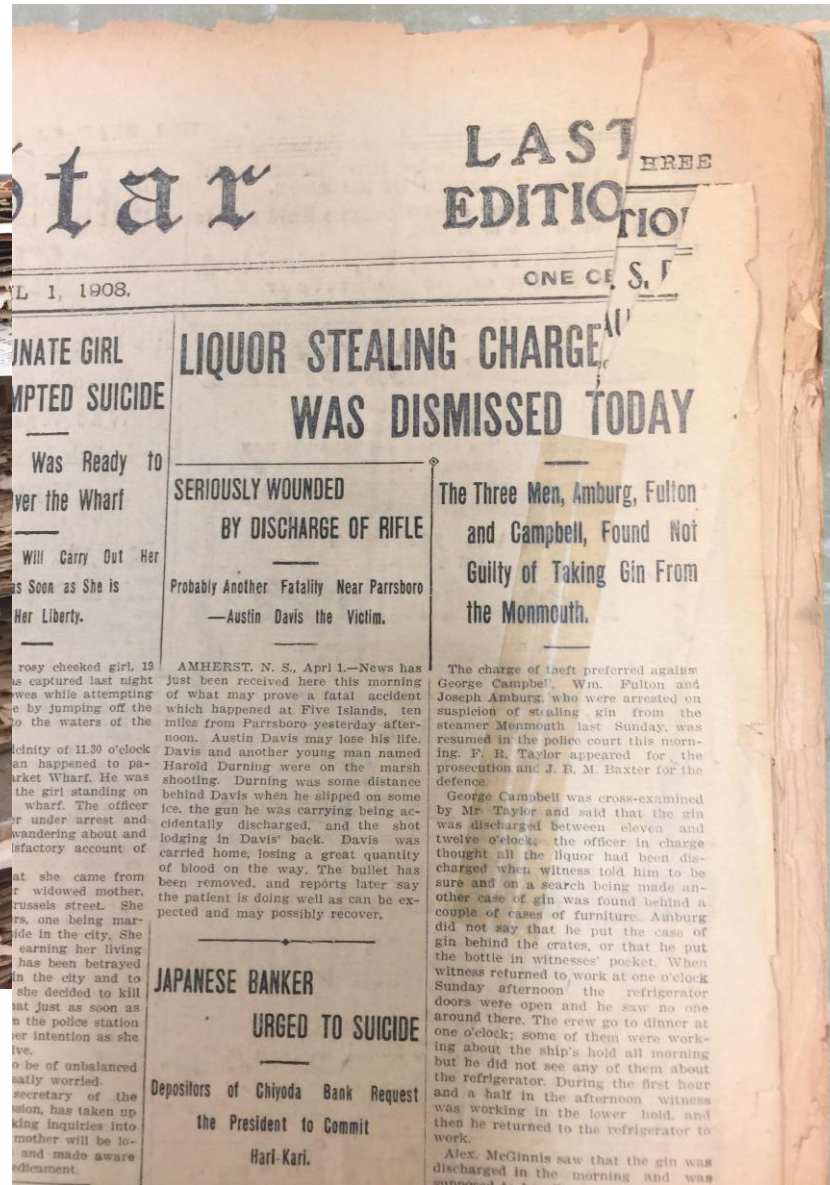 Star
LAST
EDITIO
HREE
TIO
L 1, 1908.
ONE CE
S.
UNATE GIRL
MPTED SUICIDE
Was Ready to
ver the Wharf
Will Carry Out Her
as Soon as She is
Her Liberty.
rosy cheeked girl, 19
as captured last night
owes while attempting
e by jumping off the
to the waters of the
icinity of 11.30 o'clock
an happened to pa-
arket Wharf. He was
the girl standing on
wharf. The officer
er under arrest and
wandering about and
isfactory account of
at she came from
r widowed mother,
russels street. She
rs, one being mar-
ide in the city. She
earning her living
has been betrayed
in the city and to
she decided to kill
hat just as soon as
n the police station
er intention as she
ive.
o be of unbalanced
eatly worried.
secretary of the
ssion, has taken up
king inquiries into
mother will be lo-
and made aware
edicament.
LIQUOR STEALING CHARGE
WAS DISMISSED TODAY
SERIOUSLY WOUNDED
BY DISCHARGE OF RIFLE
Probably Another Fatality Near Parrsboro
—Austin Davis the Victim.
AMHERST. N. S., Aprl 1.—News has
just been received here this morning
of what may prove a fatal accident
which happened at Five Islands, ten
miles from Parrsboro yesterday after-
noon. Austin Davis may lose his life.
Davis and another young man named
Harold Durning were on the marsh
shooting. Durning was some distance
behind Davis when he slipped on some
ice, the gun he was carrying being ac-
cidentally discharged, and the shot
lodging in Davis' back. Davis was
carried home, losing a great quantity
of blood on the way. The bullet has
been removed, and reports later say
the patient is doing well as can be ex-
pected and may possibly recover.
JAPANESE BANKER
URGED TO SUICIDE
Depositors of Chiyoda Bank Request
the President to Commit
Hari-Kari.
The Three Men, Amburg, Fulton
and Campbell, Found Not
Guilty of Taking Gin From
the Monmouth.
The charge of theft preferred against
George Campbell, Wm. Fulton and
Joseph Amburg, who were arrested on
suspicion of stealing gin from the
steamer Monmouth last Sunday, was
resumed in the police court this morn-
ing. F. R. Taylor appeared for the
prosecution and J. B. M. Baxter for the
defence.
George Campbell was cross-examined
by Mr. Taylor and said that the gin
was discharged between eleven and
twelve o'clock; the officer in charge
thought all the liquor had been dis-
charged when witness told him to be
sure and on a search being made an-
other case of gin was found behind a
couple of cases of furniture. Amburg
did not say that he put the case of
gin behind the crates, or that he put
the bottle in witnesses' pocket. When
witness returned to work at one o'clock
Sunday afternoon the refrigerator
doors were open and he saw no one
around there. The crew go to dinner at
one o'clock; some of them were work-
ing about the ship's hold all morning
but he did not see any of them about
the refrigerator. During the first hour
and a half in the afternoon witness
was working in the lower hold, and
then he returned to the refrigerator to
work.
Alex. McGinnis saw that the gin was
discharged in the morning and was